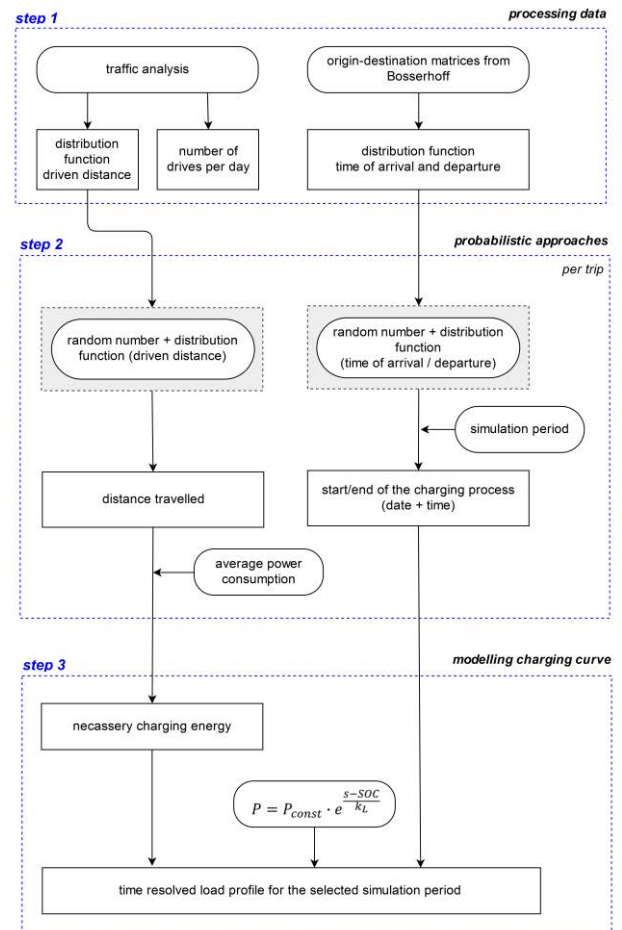 step 1
processing data
traffic analysis
origin-destination matrices from
Bosserhoff
distribution
function
driven distance
number of
drives per day
distribution function
time of arrival and departure
step 2
probabilistic approaches
per trip
random number + distribution
function (driven distance)
random number + distribution
function
(time of arrival / departure)
simulation period
distance travelled
start/end of the charging process
(date + time)
average power
consumption
step 3
modelling charging curve
necassery charging energy
P = P_const · e^((s−SOC)/k_L)
time resolved load profile for the selected simulation period